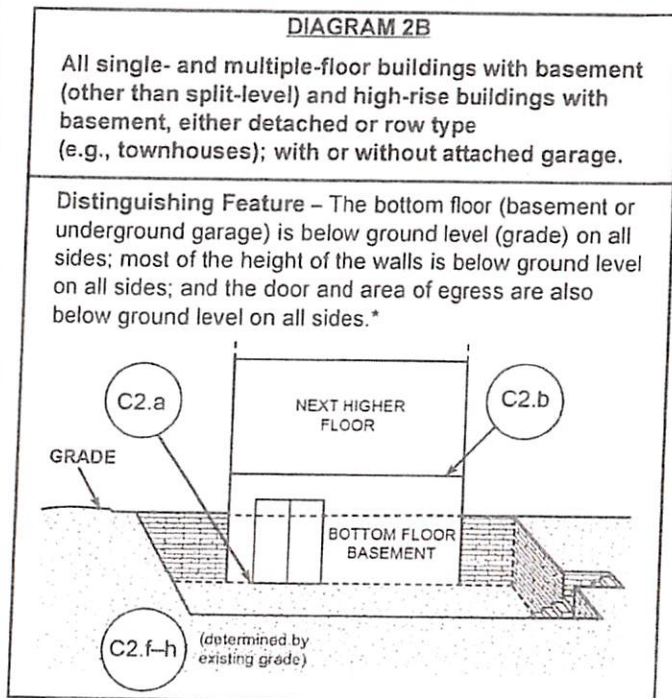 DIAGRAM 2B
All single- and multiple-floor buildings with basement
(other than split-level) and high-rise buildings with
basement, either detached or row type
(e.g., townhouses); with or without attached garage.
Distinguishing Feature – The bottom floor (basement or
underground garage) is below ground level (grade) on all
sides; most of the height of the walls is below ground level
on all sides; and the door and area of egress are also
below ground level on all sides.*
C2.a
NEXT HIGHER
FLOOR
C2.b
GRADE
BOTTOM FLOOR
BASEMENT
C2.f–h
(determined by
existing grade)